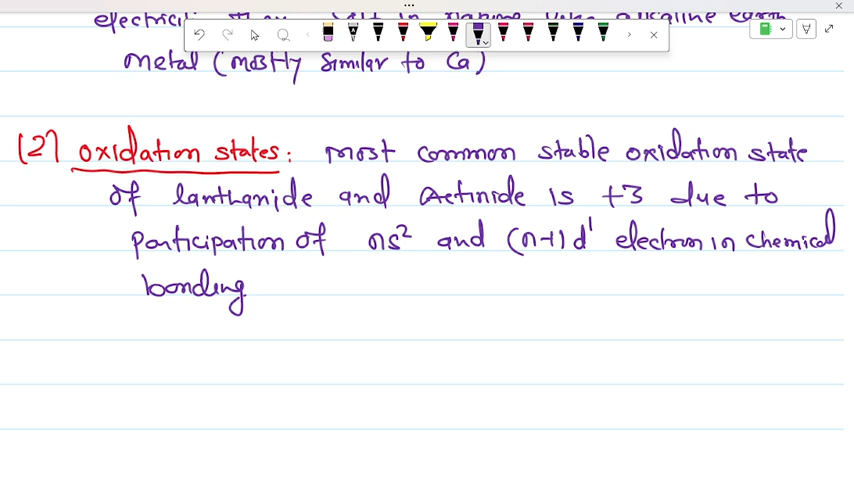 metal (mostly similar to Ca)
(2) oxidation states: most common stable oxidation state
of lanthanide and Actinide is +3 due to
participation of ns² and (n-1)d¹ electron in chemical
bonding